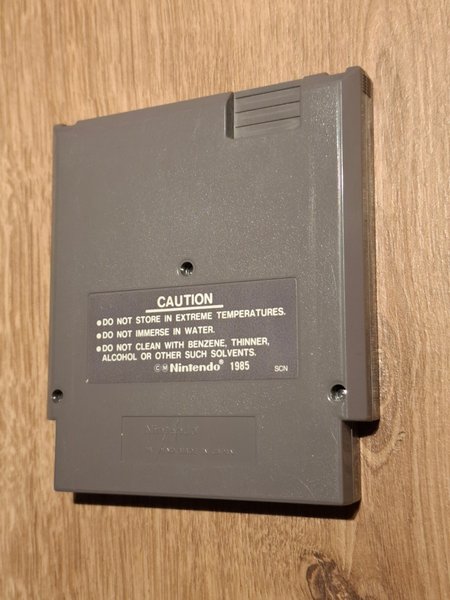 CAUTION
●DO NOT STORE IN EXTREME TEMPERATURES.
●DO NOT IMMERSE IN WATER.
●DO NOT CLEAN WITH BENZENE, THINNER,
ALCOHOL OR OTHER SUCH SOLVENTS.
ⒸⓂNintendo® 1985 SCN
Nintendo